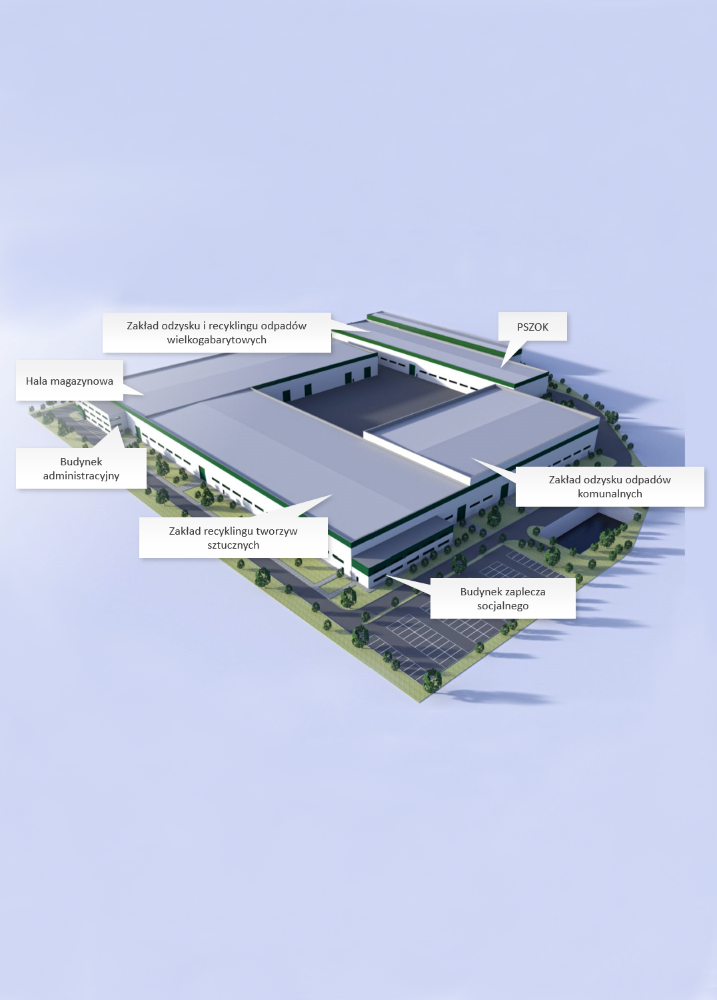 Zakład odzysku i recyklingu odpadów
wielkogabarytowych
PSZOK
Hala magazynowa
Budynek
administracyjny
Zakład odzysku odpadów
komunalnych
Zakład recyklingu tworzyw
sztucznych
Budynek zaplecza
socjalnego